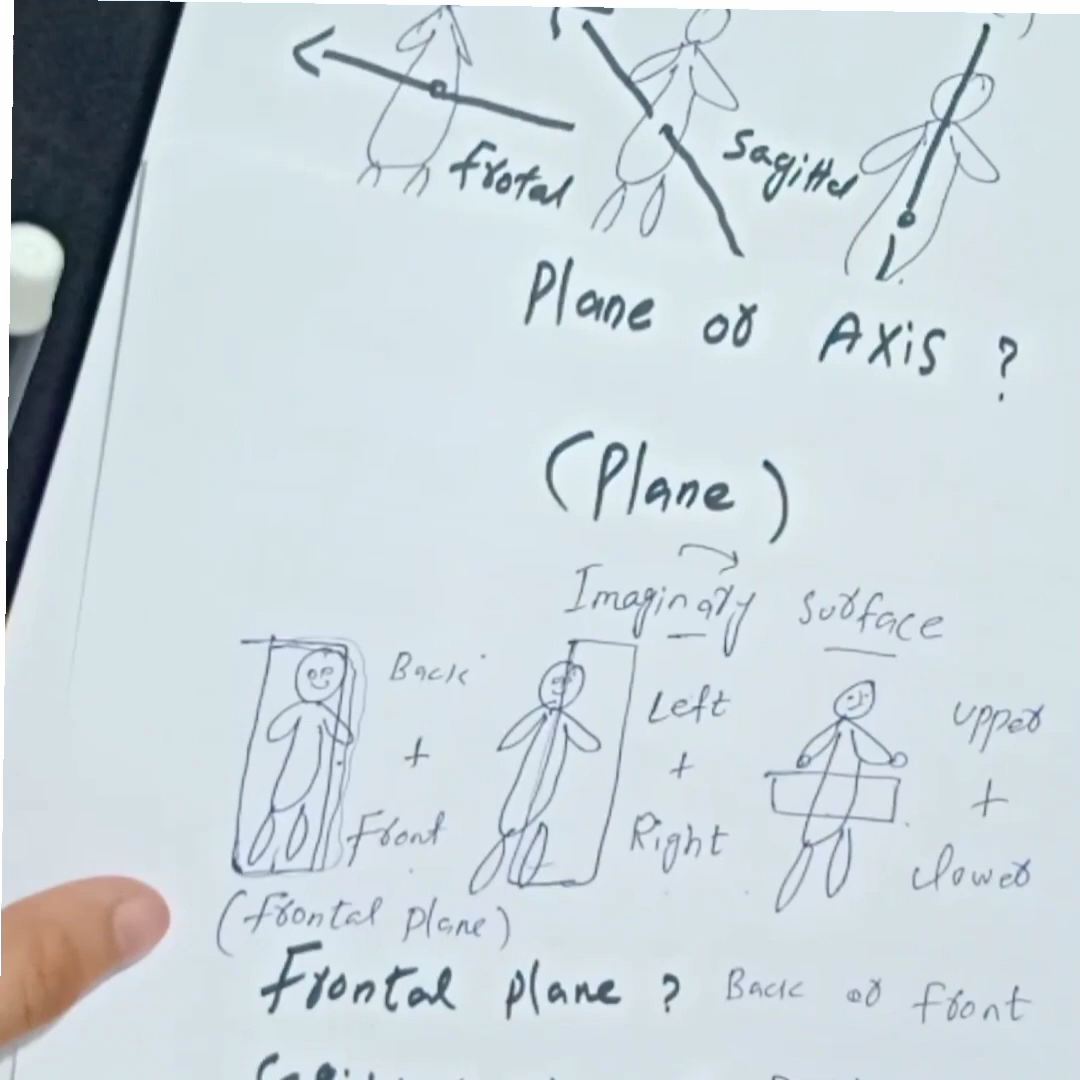 frotal
Sagittal
Plane or Axis ?
(Plane)
Imaginary surface
Back + Front
Left + Right
upper + lower
(frontal plane)
Frontal plane ? Back or front